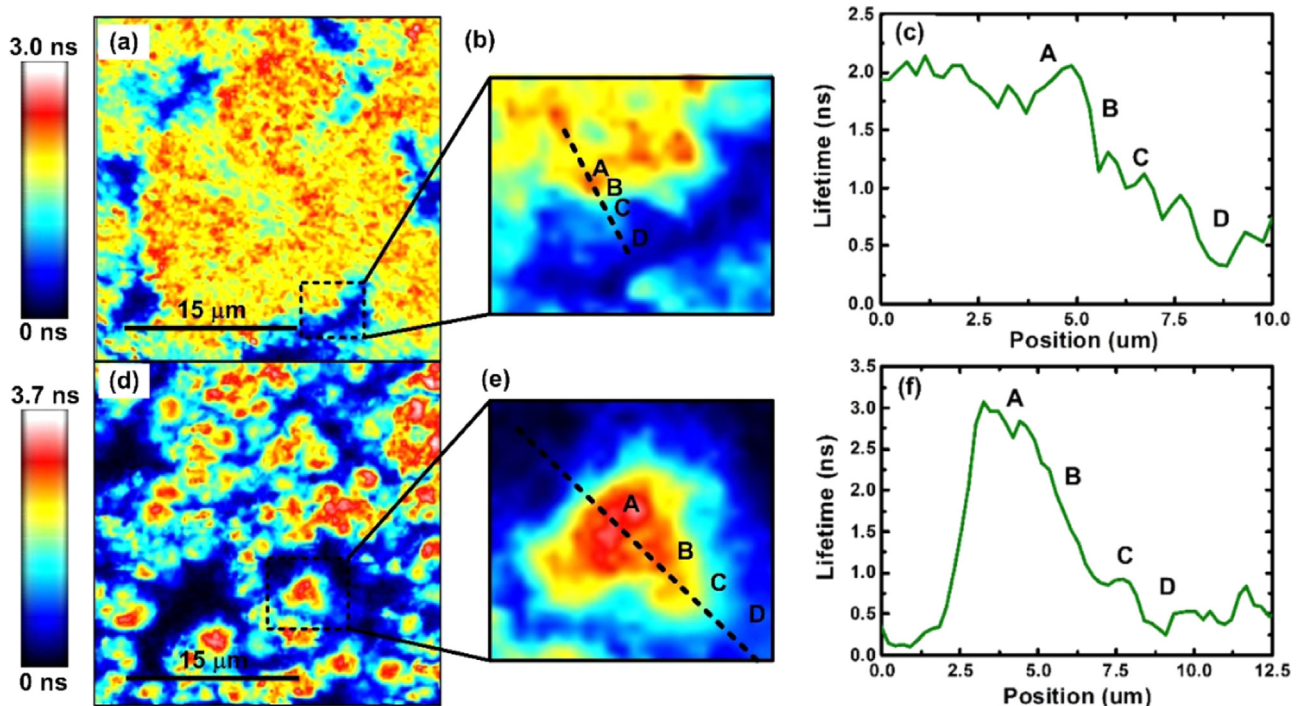 3.0 ns
0 ns
(a)
15 μm
(b)
A
B
C
D
(c)
A
B
C
D
Lifetime (ns)
2.5
2.0
1.5
1.0
0.5
0.0
0.0 2.5 5.0 7.5 10.0
Position (um)
3.7 ns
0 ns
(d)
15 μm
(e)
A
B
C
D
(f)
A
B
C
D
Lifetime (ns)
3.5
3.0
2.5
2.0
1.5
1.0
0.5
0.0
0.0 2.5 5.0 7.5 10.0 12.5
Position (um)